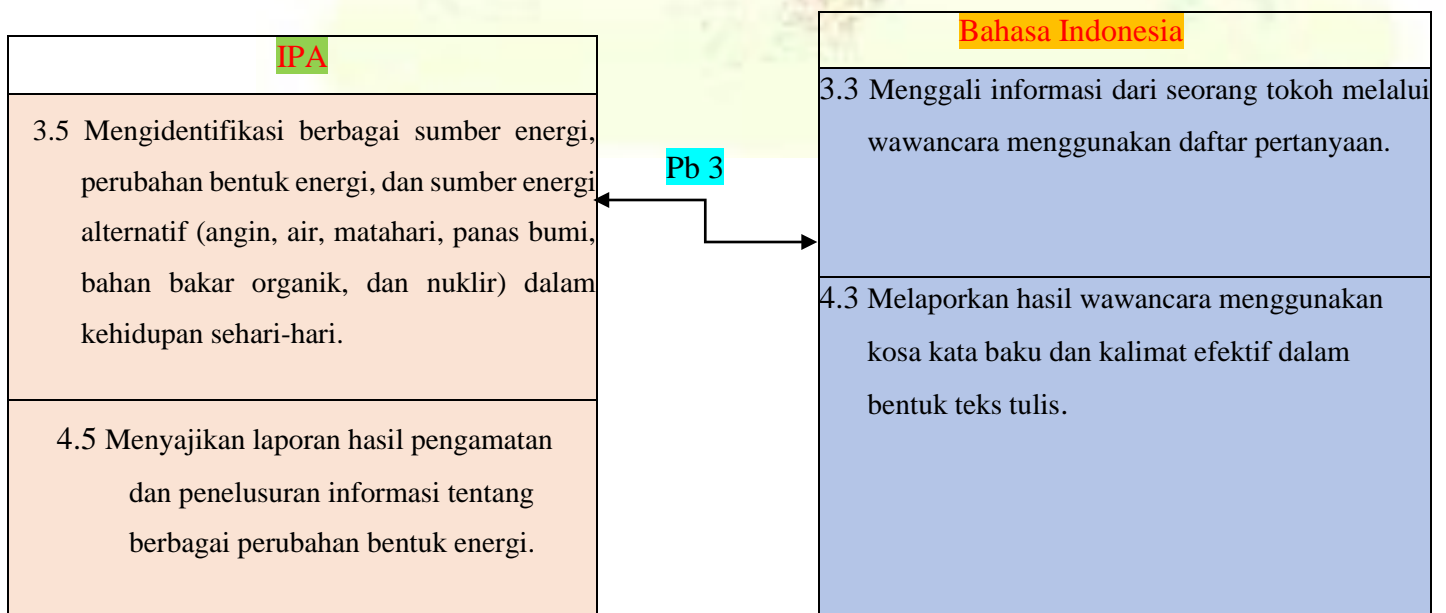 IPA
3.5 Mengidentifikasi berbagai sumber energi,
perubahan bentuk energi, dan sumber energi
alternatif (angin, air, matahari, panas bumi,
bahan bakar organik, dan nuklir) dalam
kehidupan sehari-hari.
4.5 Menyajikan laporan hasil pengamatan
dan penelusuran informasi tentang
berbagai perubahan bentuk energi.
Pb 3
Bahasa Indonesia
3.3 Menggali informasi dari seorang tokoh melalui
wawancara menggunakan daftar pertanyaan.
4.3 Melaporkan hasil wawancara menggunakan
kosa kata baku dan kalimat efektif dalam
bentuk teks tulis.